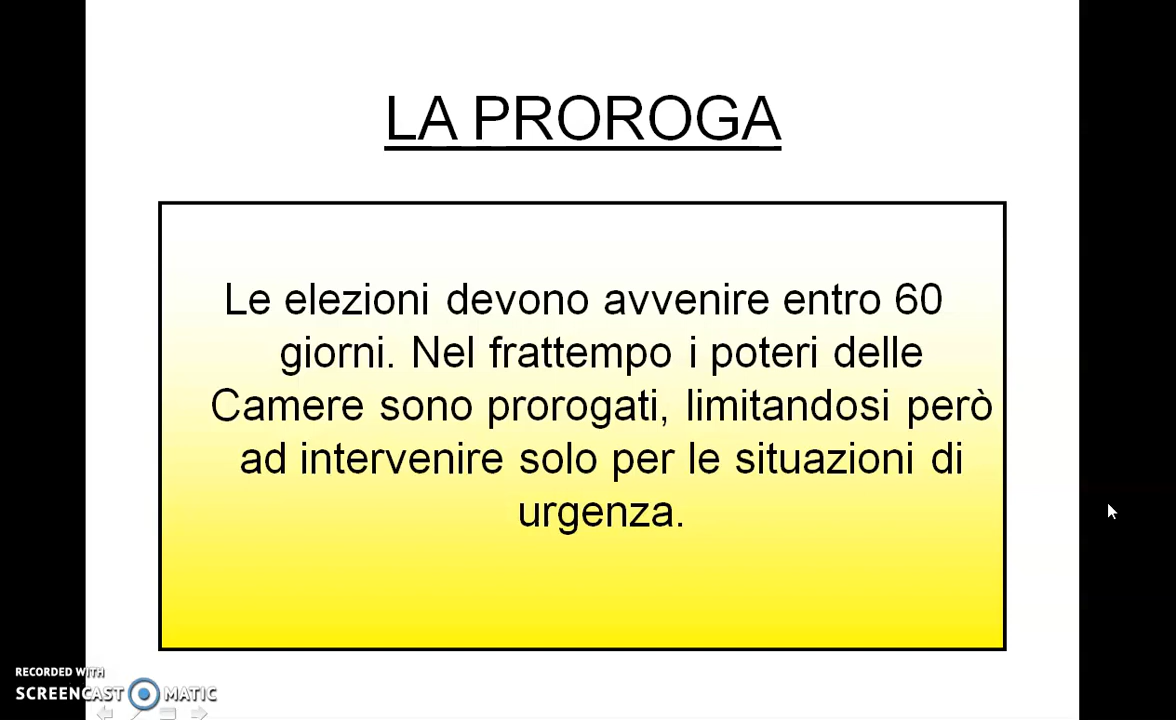 LA PROROGA
Le elezioni devono avvenire entro 60
giorni. Nel frattempo i poteri delle
Camere sono prorogati, limitandosi però
ad intervenire solo per le situazioni di
urgenza.
RECORDED WITH
SCREENCAST MATIC